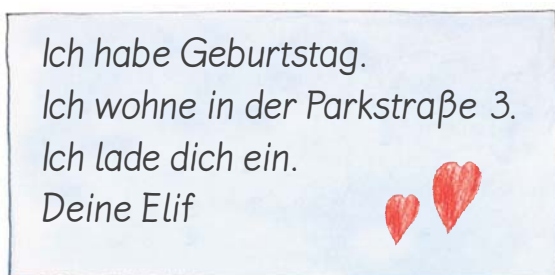 Ich habe Geburtstag.
Ich wohne in der Parkstraße 3.
Ich lade dich ein.
Deine Elif